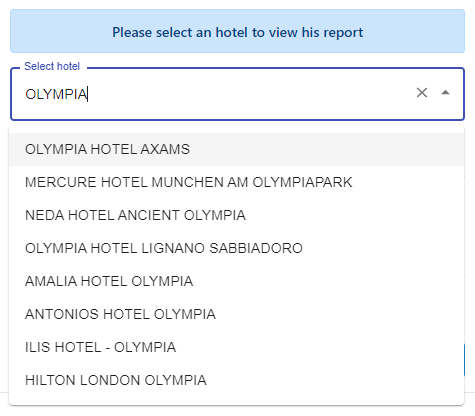 Please select an hotel to view his report
Select hotel
OLYMPIA
OLYMPIA HOTEL AXAMS
MERCURE HOTEL MUNCHEN AM OLYMPIAPARK
NEDA HOTEL ANCIENT OLYMPIA
OLYMPIA HOTEL LIGNANO SABBIADORO
AMALIA HOTEL OLYMPIA
ANTONIOS HOTEL OLYMPIA
ILIS HOTEL - OLYMPIA
HILTON LONDON OLYMPIA